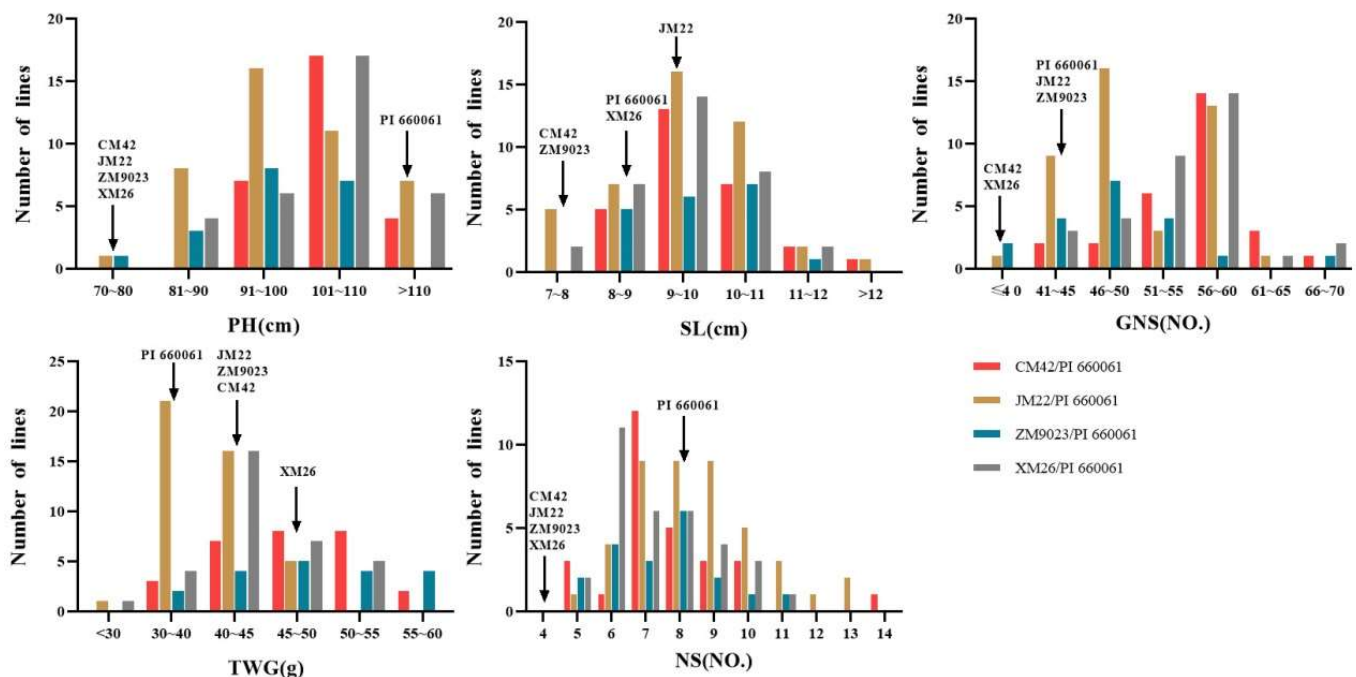 20
15
10
5
0
Number of lines
CM42
JM22
ZM9023
XM26
PI 660061
70~80 81~90 91~100 101~110 >110
PH(cm)
20
15
10
5
0
Number of lines
CM42
ZM9023
PI 660061
XM26
JM22
7~8 8~9 9~10 10~11 11~12 >12
SL(cm)
20
15
10
5
0
Number of lines
CM42
XM26
PI 660061
JM22
ZM9023
≤4 0 41~45 46~50 51~55 56~60 61~65 66~70
GNS(NO.)
25
20
15
10
5
0
Number of lines
PI 660061
JM22
ZM9023
CM42
XM26
<30 30~40 40~45 45~50 50~55 55~60
TWG(g)
15
10
5
0
Number of lines
CM42
JM22
ZM9023
XM26
PI 660061
4 5 6 7 8 9 10 11 12 13 14
NS(NO.)
CM42/PI 660061
JM22/PI 660061
ZM9023/PI 660061
XM26/PI 660061